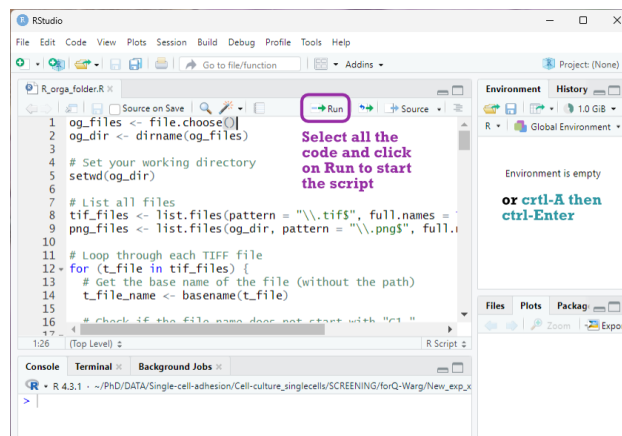 RStudio
File Edit Code View Plots Session Build Debug Profile Tools Help
Go to file/function Addins Project: (None)
R_orga_folder.R
Source on Save Run Source
1 og_files <- file.choose()
2 og_dir <- dirname(og_files)
3
4 # Set your working directory
5 setwd(og_dir)
6
7 # List all files
8 tif_files <- list.files(pattern = "\\.tif$", full.names =
9 png_files <- list.files(og_dir, pattern = "\\.png$", full.
10
11 # Loop through each TIFF file
12 for (t_file in tif_files) {
13 # Get the base name of the file (without the path)
14 t_file_name <- basename(t_file)
15
16 # Check if the file name does not start with "C1-"
17
Select all the
code and click
on Run to start
the script
1:26 (Top Level) R Script
Console Terminal Background Jobs
R 4.3.1 · ~/PhD/DATA/Single-cell-adhesion/Cell-culture_singlecells/SCREENING/forQ-Warg/New_exp_x
>
Environment History
1.0 GiB
R Global Environment
Environment is empty
or crtl-A then
ctrl-Enter
Files Plots Packag
Zoom Expo